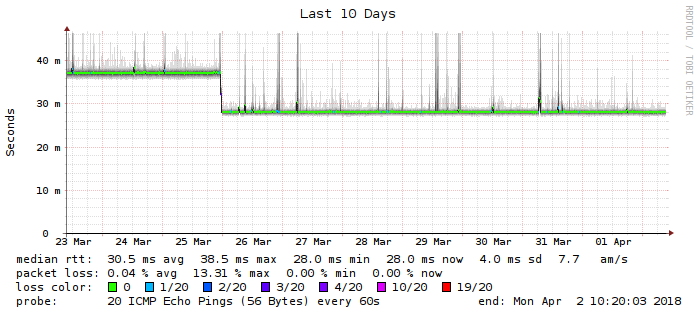 Last 10 Days
RRDTOOL / TOBI OETIKER
Seconds
40 m
30 m
20 m
10 m
0
23 Mar 24 Mar 25 Mar 26 Mar 27 Mar 28 Mar 29 Mar 30 Mar 31 Mar 01 Apr
median rtt: 30.5 ms avg 38.5 ms max 28.0 ms min 28.0 ms now 4.0 ms sd 7.7 am/s
packet loss: 0.04 % avg 13.31 % max 0.00 % min 0.00 % now
loss color: 0 1/20 2/20 3/20 4/20 10/20 19/20
probe: 20 ICMP Echo Pings (56 Bytes) every 60s end: Mon Apr 2 10:20:03 2018